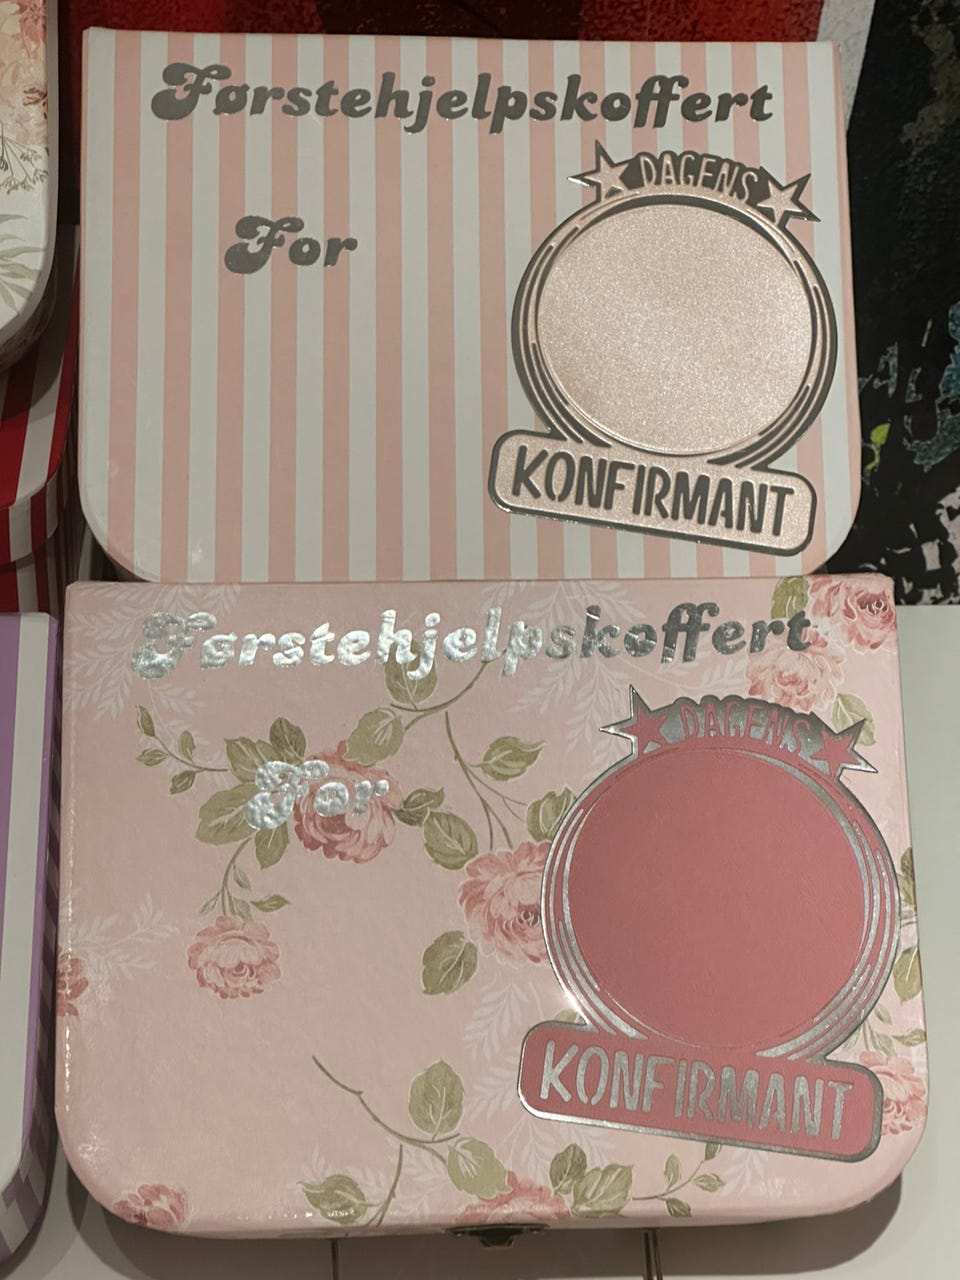 Førstehjelpskoffert
DAGENS
For
KONFIRMANT
Førstehjelpskoffert
DAGENS
For
KONFIRMANT